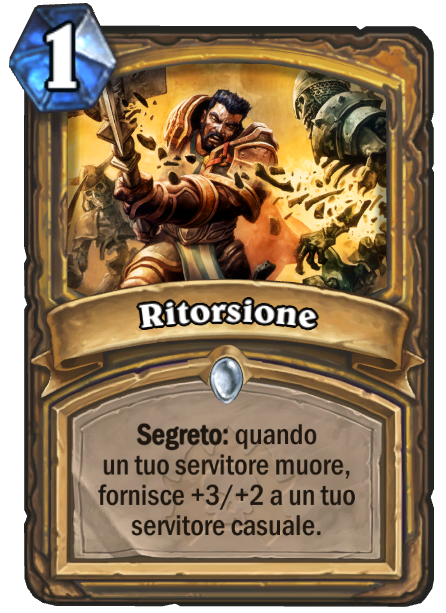 1
Ritorsione
Segreto: quando
un tuo servitore muore,
fornisce +3/+2 a un tuo
servitore casuale.